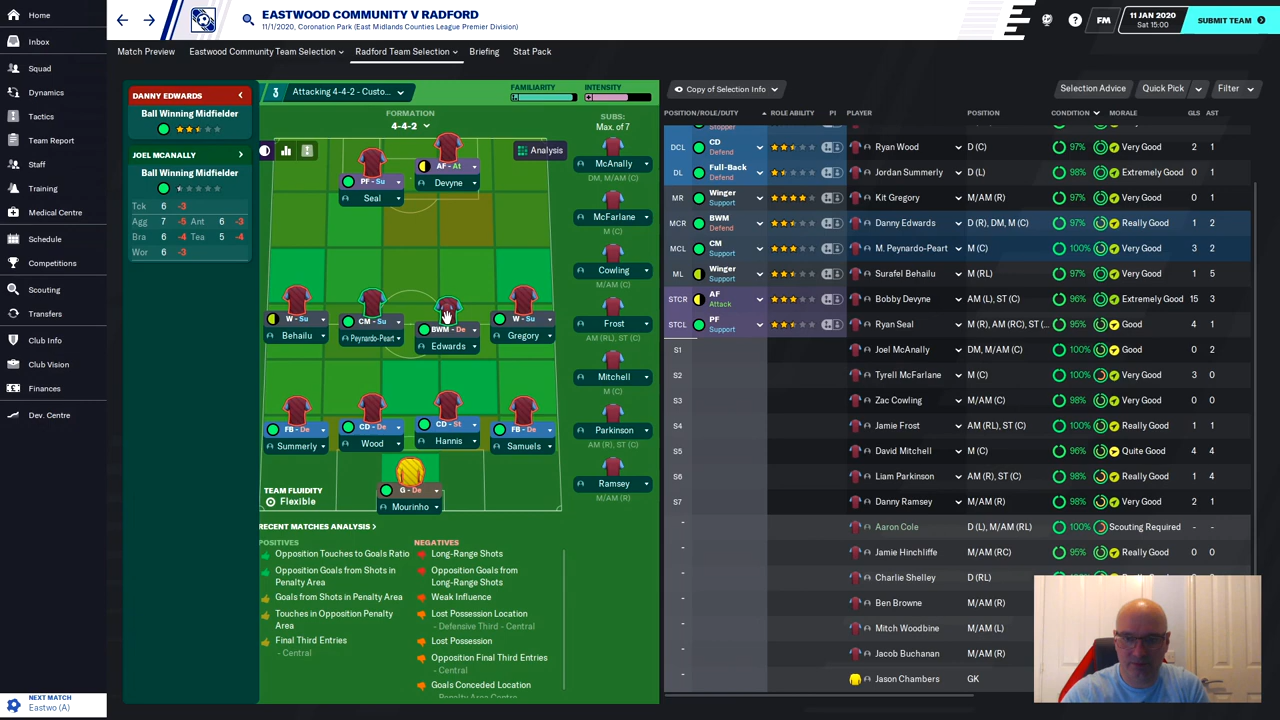 Home
EASTWOOD COMMUNITY V RADFORD
11/1/2020, Coronation Park (East Midlands Counties League Premier Division)
FM
11 JAN 2020
SUBMIT TEAM
Inbox
Squad
Dynamics
Tactics
Team Report
Staff
Training
Medical Centre
Schedule
Competitions
Scouting
Transfers
Club Info
Club Vision
Finances
Dev. Centre
NEXT MATCH
Eastwo (A)
Match Preview
Eastwood Community Team Selection
Radford Team Selection
Briefing
Stat Pack
DANNY EDWARDS
Ball Winning Midfielder
JOEL MCANALLY
Ball Winning Midfielder
Tck 6 -3
Agg 7 -5 Ant 6 -3
Bra 6 -4 Tea 5 -4
Wor 6 -3
Attacking 4-4-2 - Custo...
FAMILIARITY
INTENSITY
FORMATION
4-4-2
SUBS:
Max. of 7
Analysis
AF - At
Devyne
PF - Su
Seal
W - Su
Behailu
CM - Su
Peynardo-Peart
BWM - De
Edwards
W - Su
Gregory
FB - De
Summerly
CD - De
Wood
CD - St
Hannis
FB - De
Samuels
G - De
Mourinho
TEAM FLUIDITY
Flexible
McAnally
DM, M/AM (C)
McFarlane
M (C)
Cowling
M/AM (C)
Frost
AM (RL), ST (C)
Mitchell
M (C)
Parkinson
AM (R), ST (C)
Ramsey
M/AM (R)
RECENT MATCHES ANALYSIS >
POSITIVES
Opposition Touches to Goals Ratio
Opposition Goals from Shots in
Penalty Area
Goals from Shots in Penalty Area
Touches in Opposition Penalty
Area
Final Third Entries
- Central
NEGATIVES
Long-Range Shots
Opposition Goals from
Long-Range Shots
Weak Influence
Lost Possession Location
- Defensive Third - Central
Lost Possession
Opposition Final Third Entries
- Central
Goals Conceded Location
- Penalty Area Centre
Copy of Selection Info
Selection Advice
Quick Pick
Filter
POSITION/ROLE/DUTY ROLE ABILITY PI PLAYER POSITION CONDITION MORALE GLS AST
Stopper
DCL CD Defend Ryan Wood D (C) 97% Very Good 2 1
DL Full-Back Defend Jordan Summerly D (L) 98% Extremely Good 0 1
MR Winger Support Kit Gregory M/AM (R) 97% Very Good 0 1
MCR BWM Defend Danny Edwards D (R), DM, M (C) 97% Really Good 1 2
MCL CM Support M. Peynardo-Peart M (C) 100% Very Good 3 2
ML Winger Support Surafel Behailu M (RL) 97% Very Good 1 5
STCR AF Attack Bobby Devyne AM (L), ST (C) 98% Very Good 15 3
STCL PF Support Ryan Seal M (R), AM (RC), ST (... 100% Very Good 4 1
S1 Joel McAnally DM, M/AM (C) 100% Good 0 2
S2 Tyrell McFarlane M (C) 100% Really Good 3 0
S3 Zac Cowling M/AM (C) 100% Very Good 0 0
S4 Jamie Frost AM (RL), ST (C) 100% Really Good 1 1
S5 David Mitchell M (C) 96% Quite Good 4 4
S6 Liam Parkinson AM (R), ST (C) 98% Really Good 1 4
S7 Danny Ramsey M/AM (R) 98% Very Good 2 1
- Aaron Cole D (L), M/AM (RL) 100% Scouting Required - -
- Jamie Hinchliffe M/AM (RC) 96% Really Good 0 0
- Charlie Shelley D (RL)
- Ben Browne M/AM (R)
- Mitch Woodbine M/AM (L)
- Jacob Buchanan M/AM (R)
- Jason Chambers GK